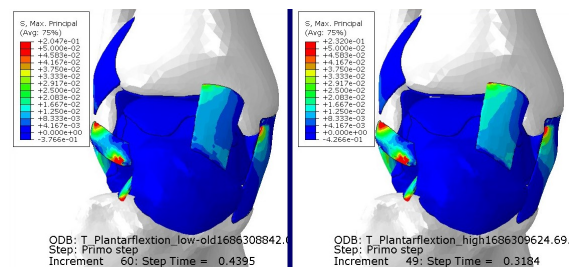 S, Max. Principal
(Avg: 75%)
+2.047e-01
+5.000e-02
+4.583e-02
+4.167e-02
+3.750e-02
+3.333e-02
+2.917e-02
+2.500e-02
+2.083e-02
+1.667e-02
+1.250e-02
+8.333e-03
+4.167e-03
+0.000e+00
-3.766e-01
ODB: T_Plantarflextion_low-old1686308842.0
Step: Primo step
Increment 60: Step Time = 0.4395
S, Max. Principal
(Avg: 75%)
+2.320e-01
+5.000e-02
+4.583e-02
+4.167e-02
+3.750e-02
+3.333e-02
+2.917e-02
+2.500e-02
+2.083e-02
+1.667e-02
+1.250e-02
+8.333e-03
+4.167e-03
+0.000e+00
-4.266e-01
ODB: T_Plantarflextion_high1686309624.69.
Step: Primo step
Increment 49: Step Time = 0.3184